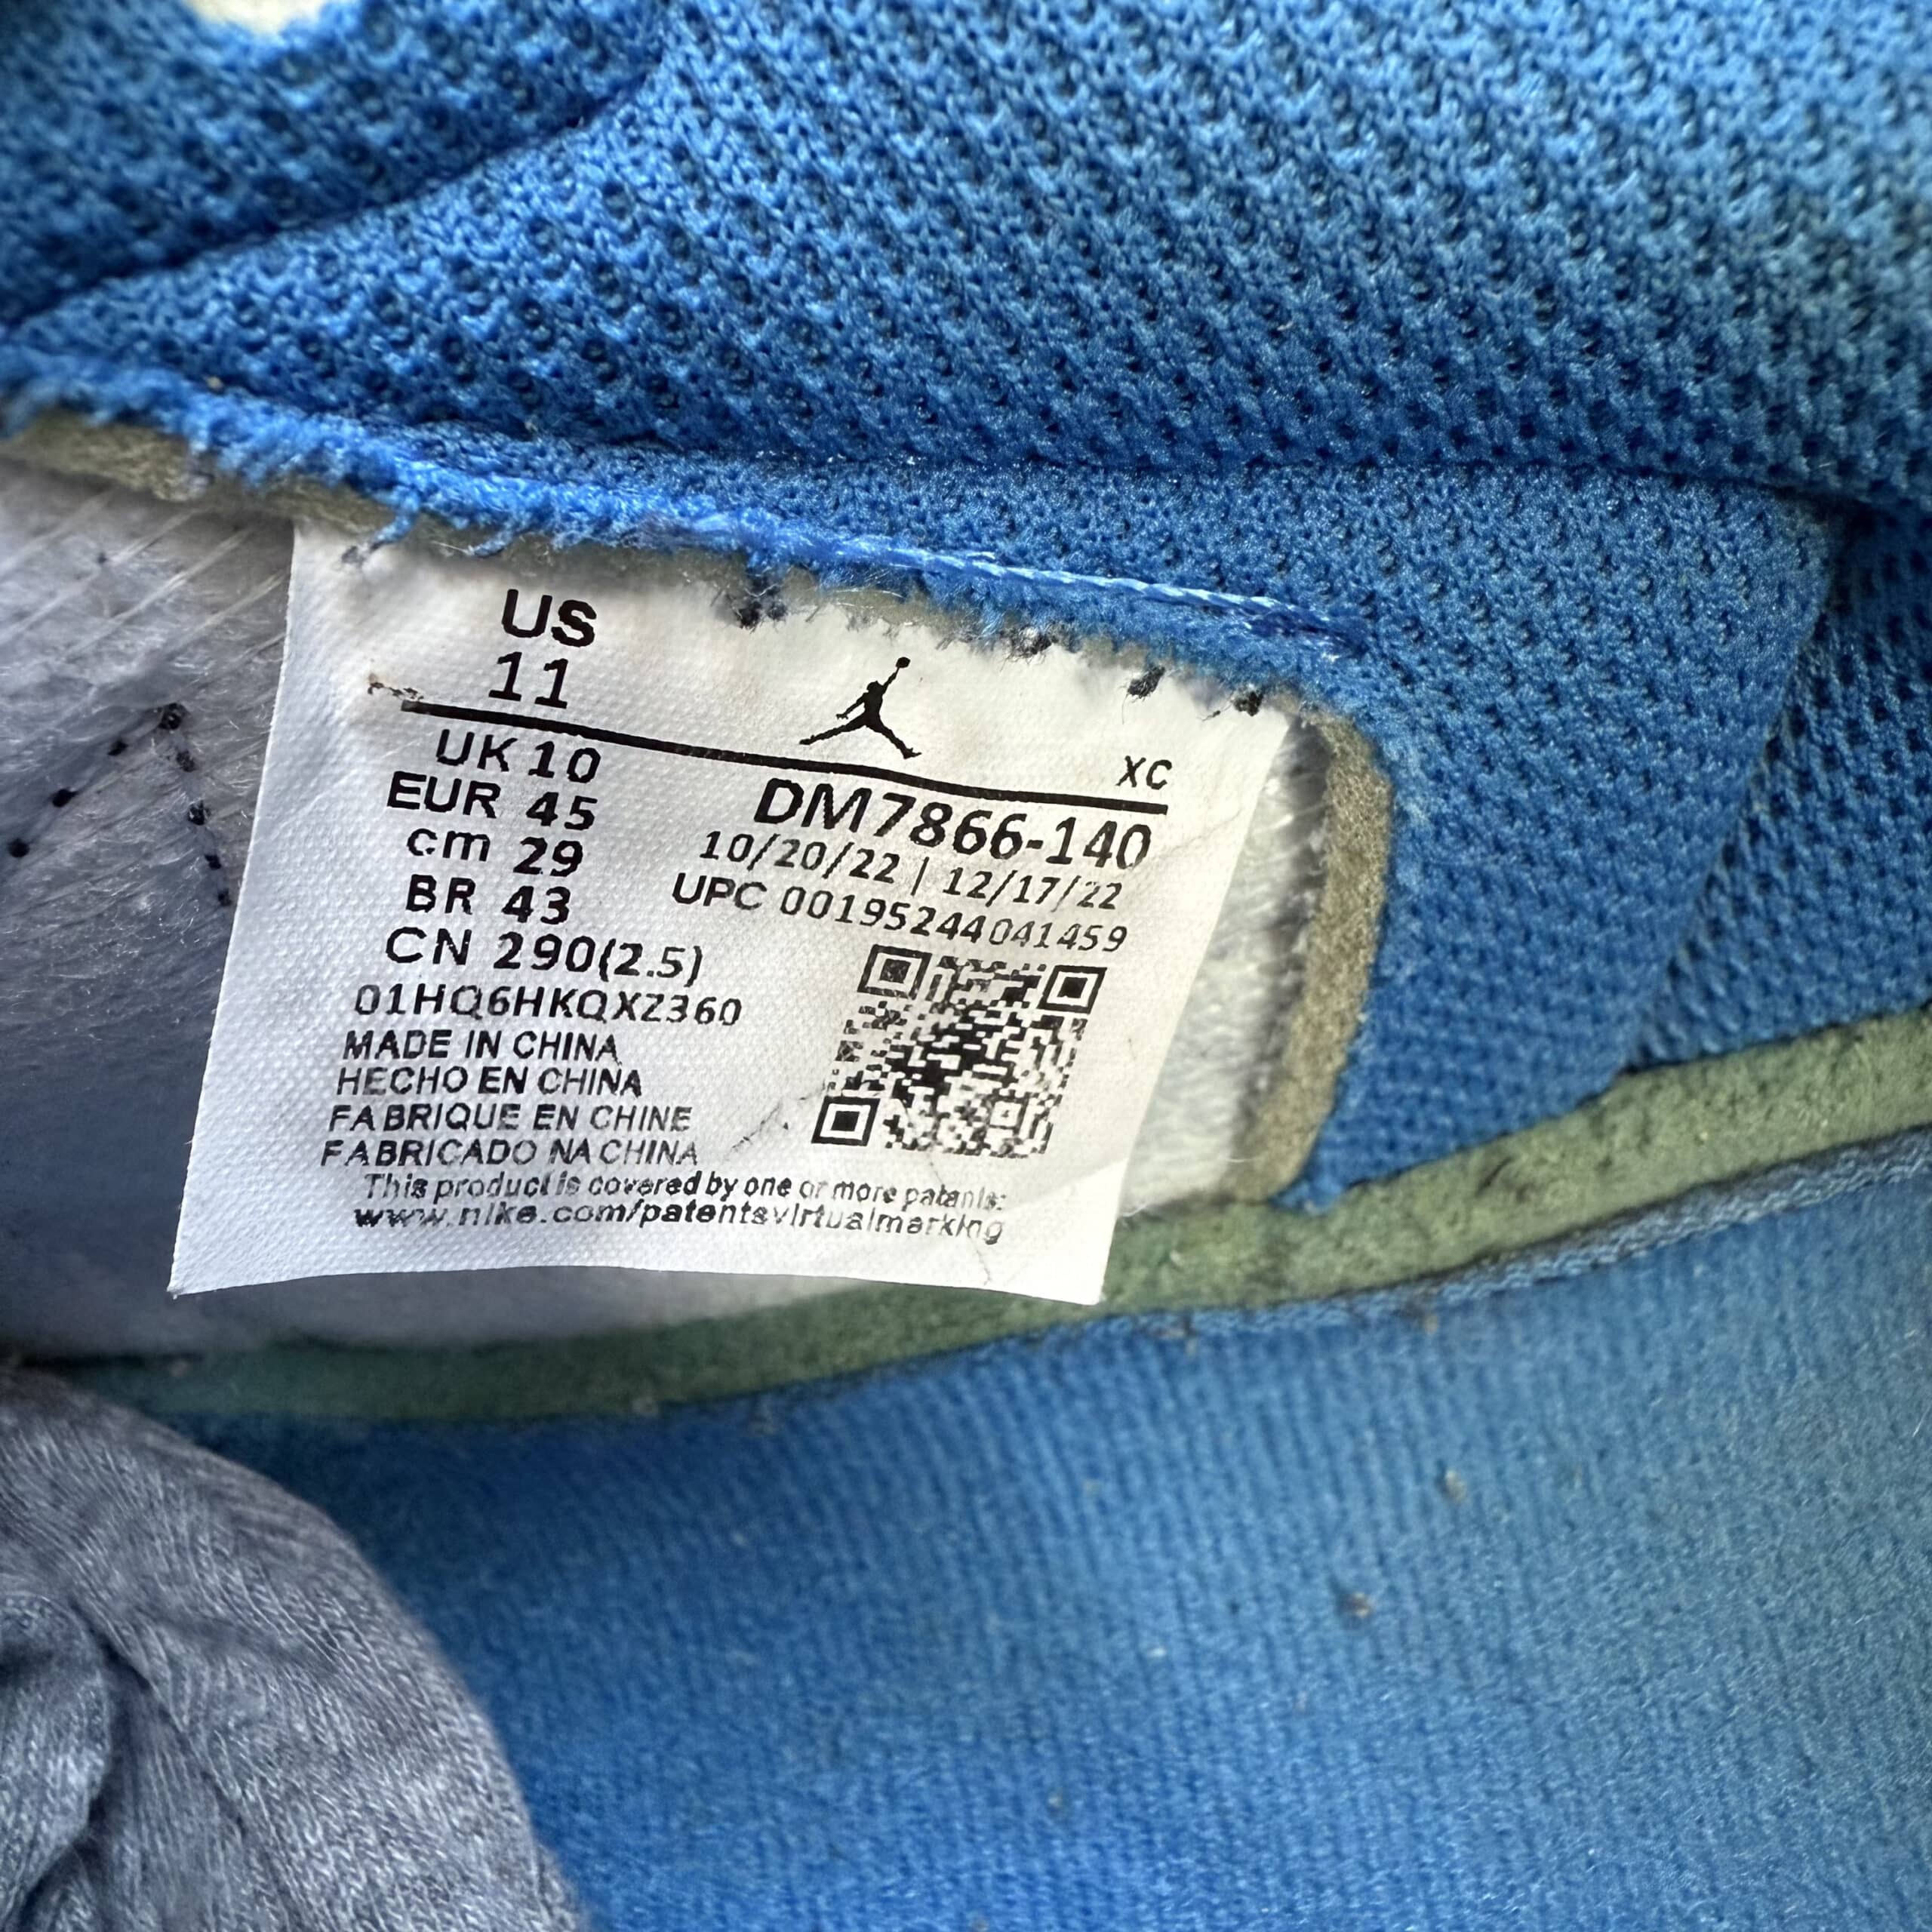 US
11
XC
UK 10
EUR 45
cm 29
BR 43
CN 290(2.5)
DM7866-140
10/20/22 | 12/17/22
UPC 00195244041459
01HQ6HKQXZ360
MADE IN CHINA
HECHO EN CHINA
FABRIQUE EN CHINE
FABRICADO NA CHINA
This product is covered by one or more patents:
www.nike.com/patentsvirtualmarking